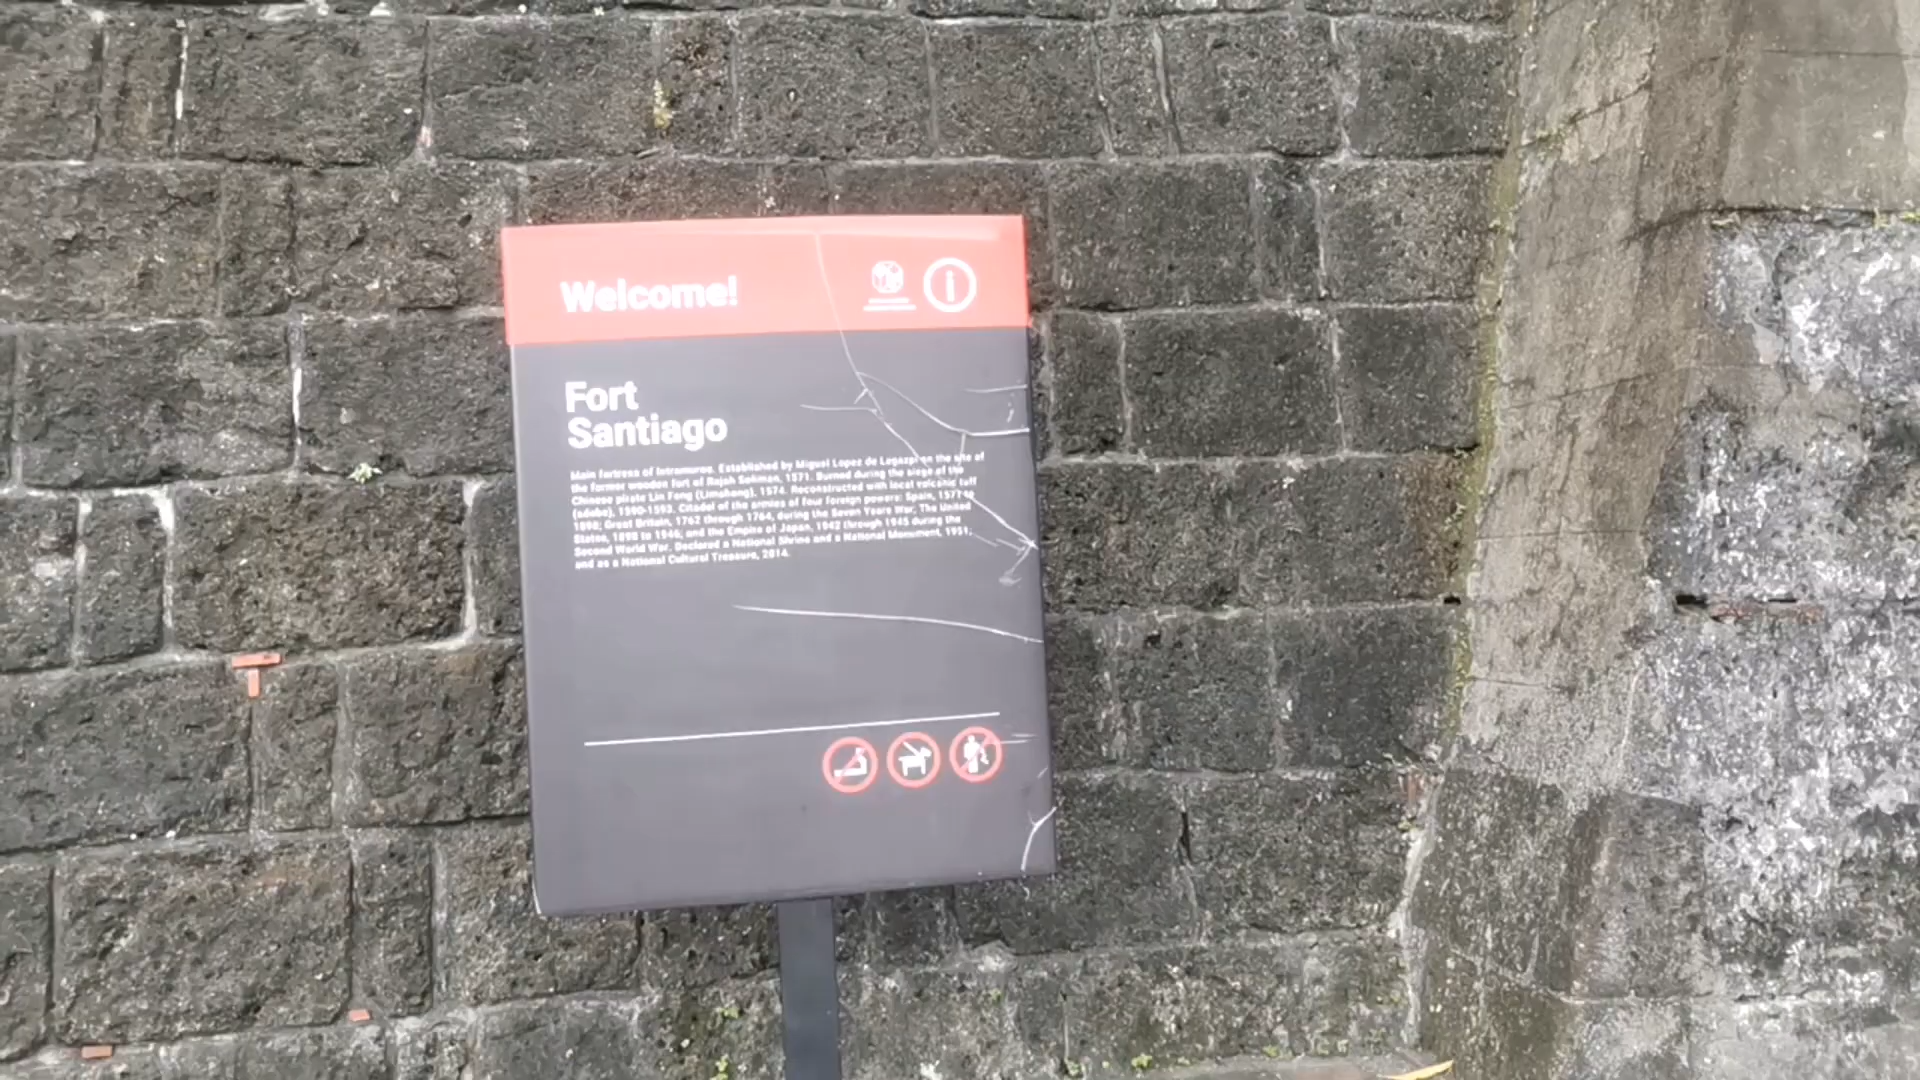 Welcome!
Fort
Santiago
Main fortress of Intramuros. Established by Miguel Lopez de Legazpi on the site of
the former wooden fort of Rajah Soliman, 1571. Burned during the siege of the
Chinese pirate Lin Feng (Limahong), 1574. Reconstructed with local volcanic tuff
(adobe), 1590-1593. Citadel of the armies of four foreign powers: Spain, 1571 to
1898; Great Britain, 1762 through 1764, during the Seven Years War, The United
States, 1898 to 1946; and the Empire of Japan, 1942 through 1945 during the
Second World War. Declared a National Shrine and a National Monument, 1951;
and as a National Cultural Treasure, 2014.